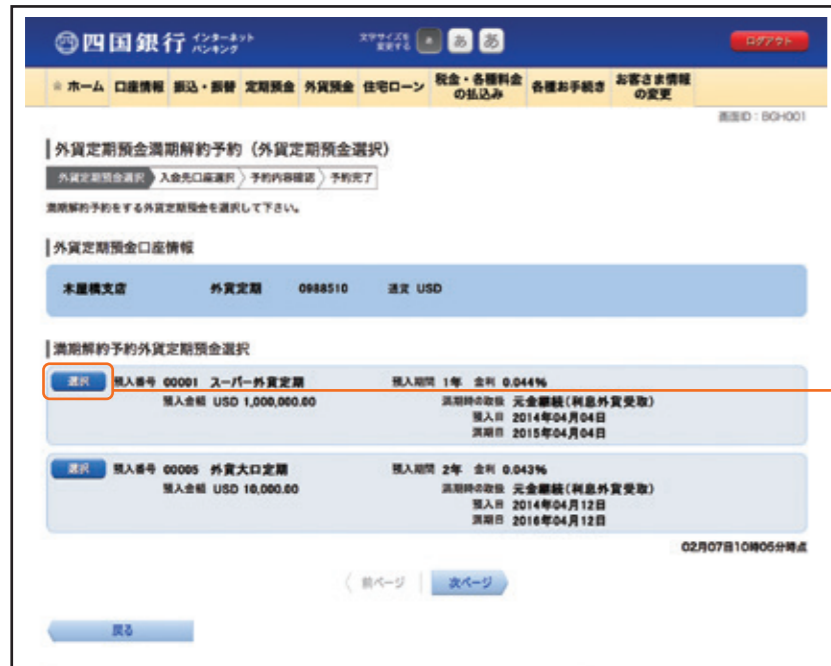 四国銀行 インターネットバンキング 文字サイズを変更する あ あ あ ログアウト
ホーム 口座情報 振込・振替 定期預金 外貨預金 住宅ローン 税金・各種料金の払込み 各種お手続き お客さま情報の変更
画面ID：BGH001
外貨定期預金満期解約予約（外貨定期預金選択）
外貨定期預金選択 入金先口座選択 予約内容確認 予約完了
満期解約予約をする外貨定期預金を選択して下さい。
外貨定期預金口座情報
木屋橋支店 外貨定期 0988510 通貨 USD
満期解約予約外貨定期預金選択
選択 預入番号 00001 スーパー外貨定期 預入期間 1年 金利 0.044%
預入金額 USD 1,000,000.00 満期時の取扱 元金継続（利息外貨受取）
預入日 2014年04月04日
満期日 2015年04月04日
選択 預入番号 00005 外貨大口定期 預入期間 2年 金利 0.043%
預入金額 USD 10,000.00 満期時の取扱 元金継続（利息外貨受取）
預入日 2014年04月12日
満期日 2016年04月12日
02月07日10時05分時点
前ページ 次ページ
戻る